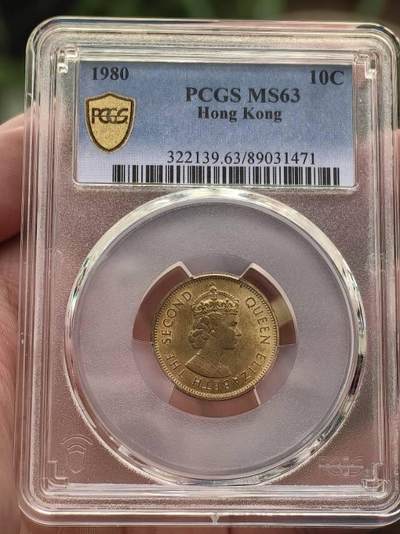 1980 10C
PCGS PCGS MS63
Hong Kong
322139.63/89031471
QUEEN ELIZABETH THE SECOND